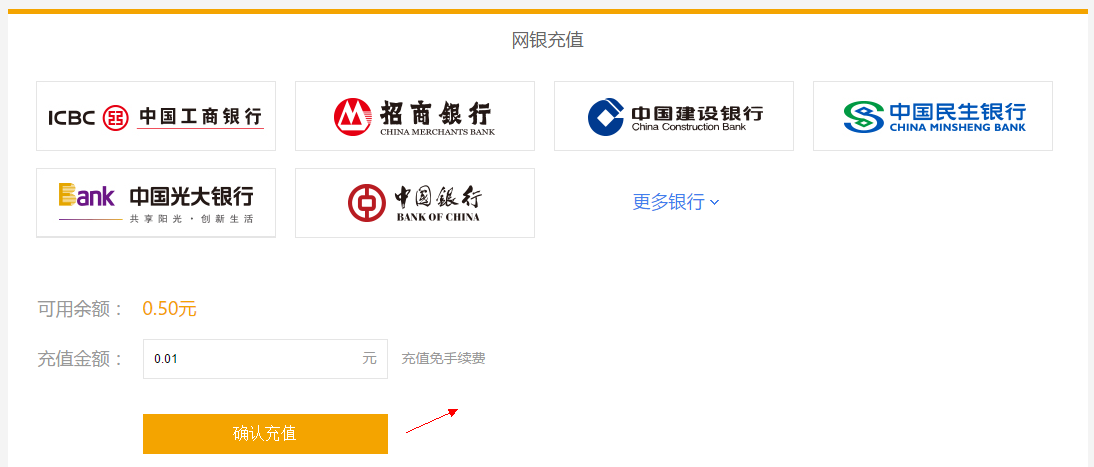 网银充值
ICBC 中国工商银行
招商银行
CHINA MERCHANTS BANK
中国建设银行
China Construction Bank
中国民生银行
CHINA MINSHENG BANK
Bank 中国光大银行
共享阳光·创新生活
中国银行
BANK OF CHINA
更多银行
可用余额： 0.50元
充值金额： 0.01 元 充值免手续费
确认充值